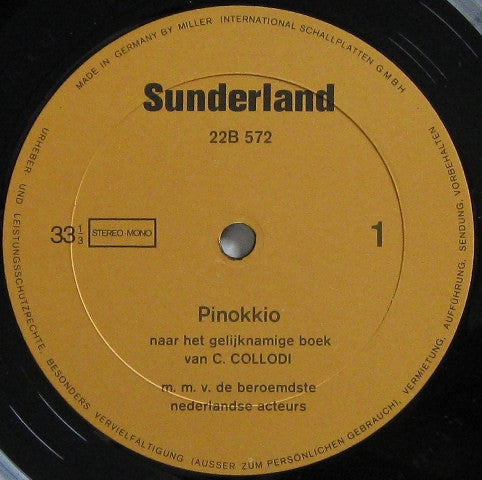 MADE IN GERMANY BY MILLER INTERNATIONAL SCHALLPLATTEN GMBH
Sunderland
22B 572
33 1/3 STEREO-MONO 1
Pinokkio
naar het gelijknamige boek
van C. COLLODI
m. m. v. de beroemdste
nederlandse acteurs
URHEBER UND LEISTUNGSSCHUTZRECHTE, BESONDERS VERVIELFALTIGUNG (AUSSER ZUM PERSÖNLICHEN GEBRAUCH), VERMIETUNG, AUFFÜHRUNG, SENDUNG, VORBEHALTEN